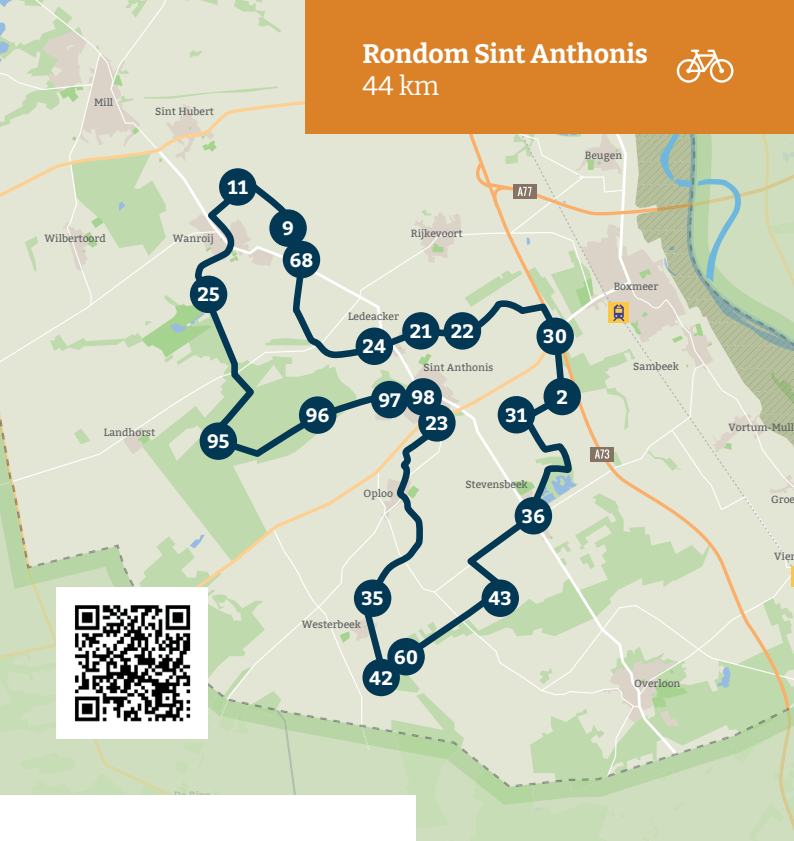 Rondom Sint Anthonis
44 km
Mill
Sint Hubert
Beugen
A77
11
9
Wilbertoord
Wanroij
Rijkevoort
68
25
Boxmeer
Ledeacker
21
22
30
24
Sint Anthonis
Sambeek
97
98
2
96
31
23
Landhorst
95
Vortum-Mull
A73
Stevensbeek
Oploo
Groe
36
Vier
35
43
Westerbeek
60
42
Overloon